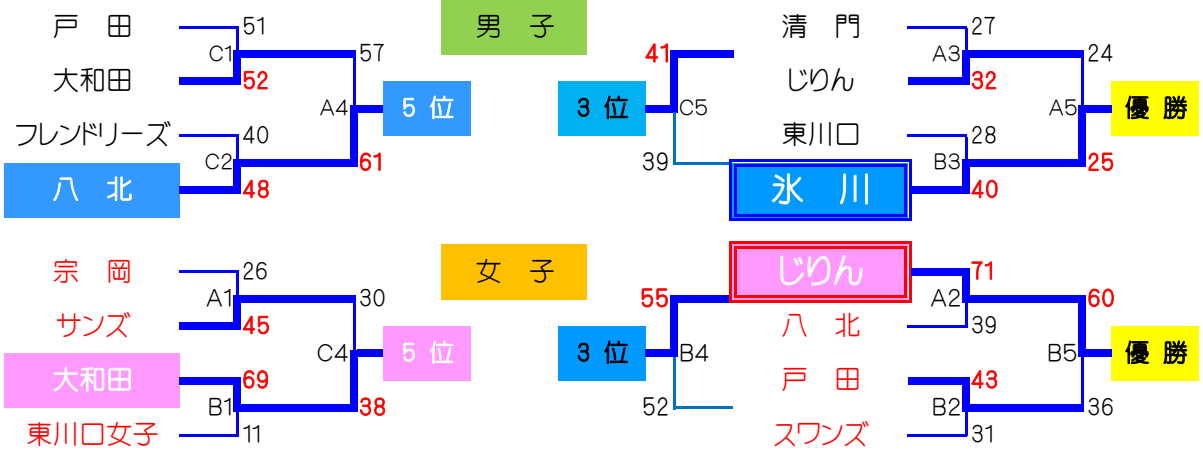 戸 田 51 男 子 清 門 27
C1 57 41 A3 24
大和田 52 じりん 32
A4 5 位 3 位 C5 A5 優 勝
フレンドリーズ 40 東川口 28
C2 61 39 B3 25
八 北 48 氷 川 40
宗 岡 26 女 子 じりん 71
A1 30 55 A2 60
サンズ 45 八 北 39
C4 5 位 3 位 B4 B5 優 勝
大和田 69 戸 田 43
B1 38 52 B2 36
東川口女子 11 スワンズ 31